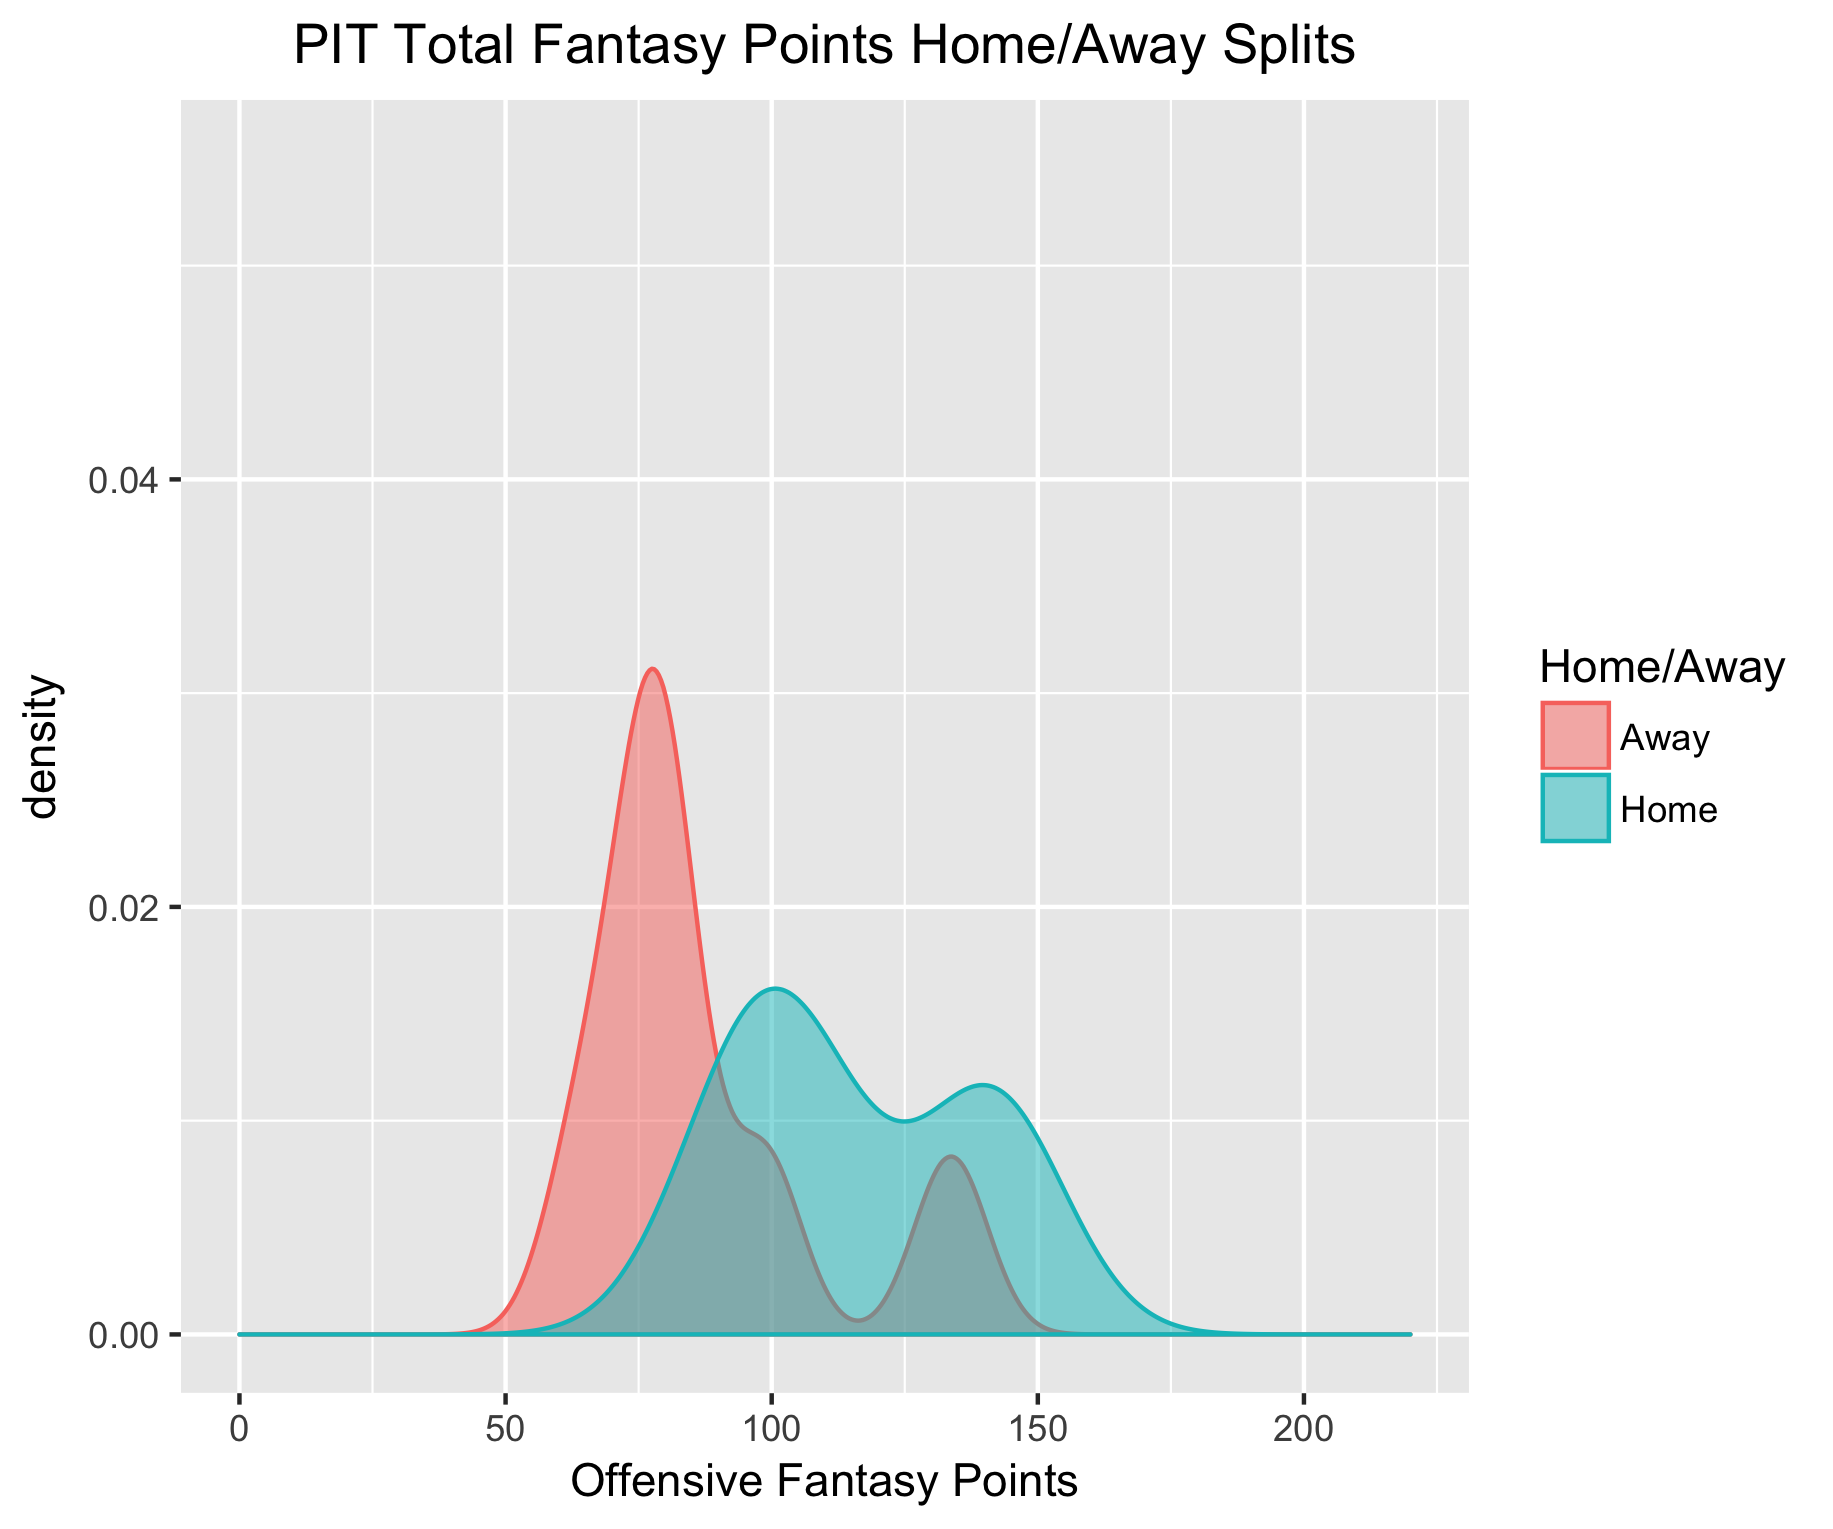 PIT Total Fantasy Points Home/Away Splits
density
0.04
0.02
0.00
0 50 100 150 200
Offensive Fantasy Points
Home/Away
Away
Home